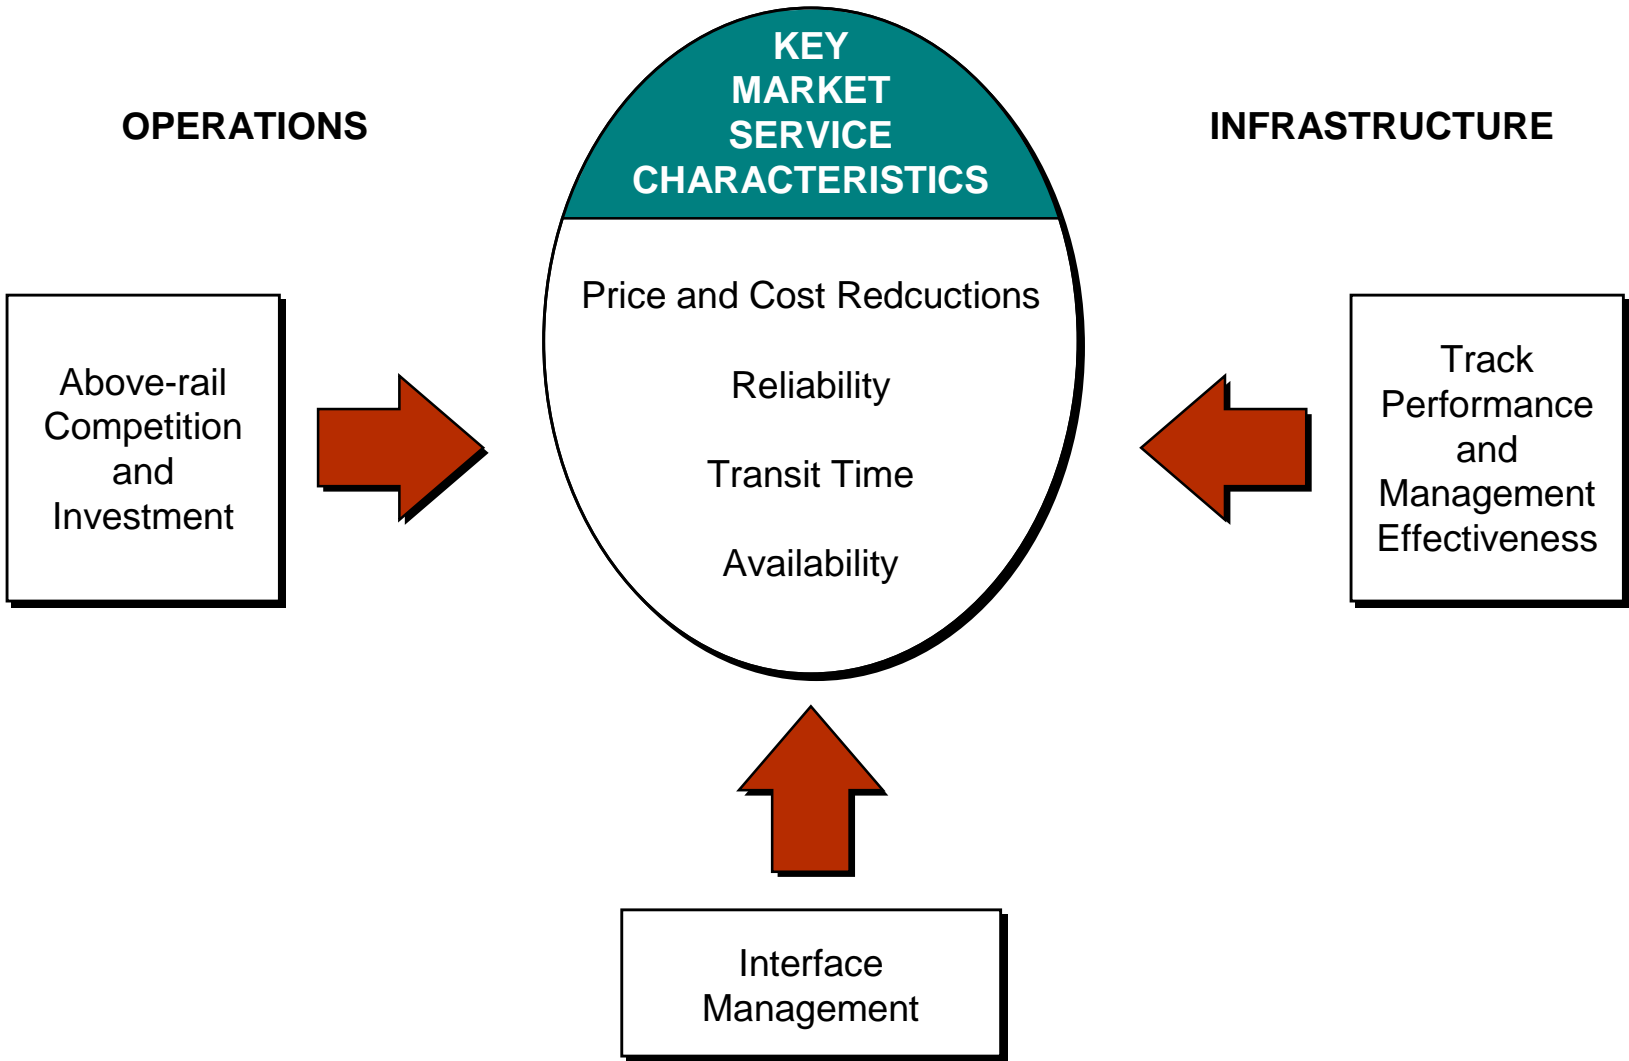 KEY
MARKET
SERVICE
CHARACTERISTICS
OPERATIONS
INFRASTRUCTURE
Price and Cost Redcuctions
Reliability
Transit Time
Availability
Above-rail
Competition
and
Investment
Track
Performance
and
Management
Effectiveness
Interface
Management